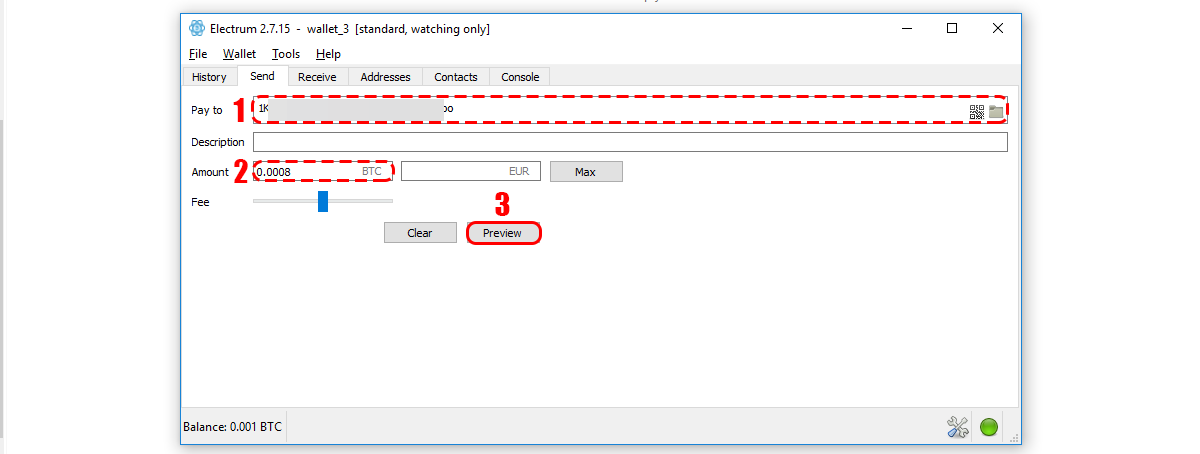 Electrum 2.7.15 - wallet_3 [standard, watching only]
File Wallet Tools Help
History Send Receive Addresses Contacts Console
Pay to 1 1K oo
Description
Amount 2 0.0008 BTC EUR Max
Fee
3
Clear Preview
Balance: 0.001 BTC